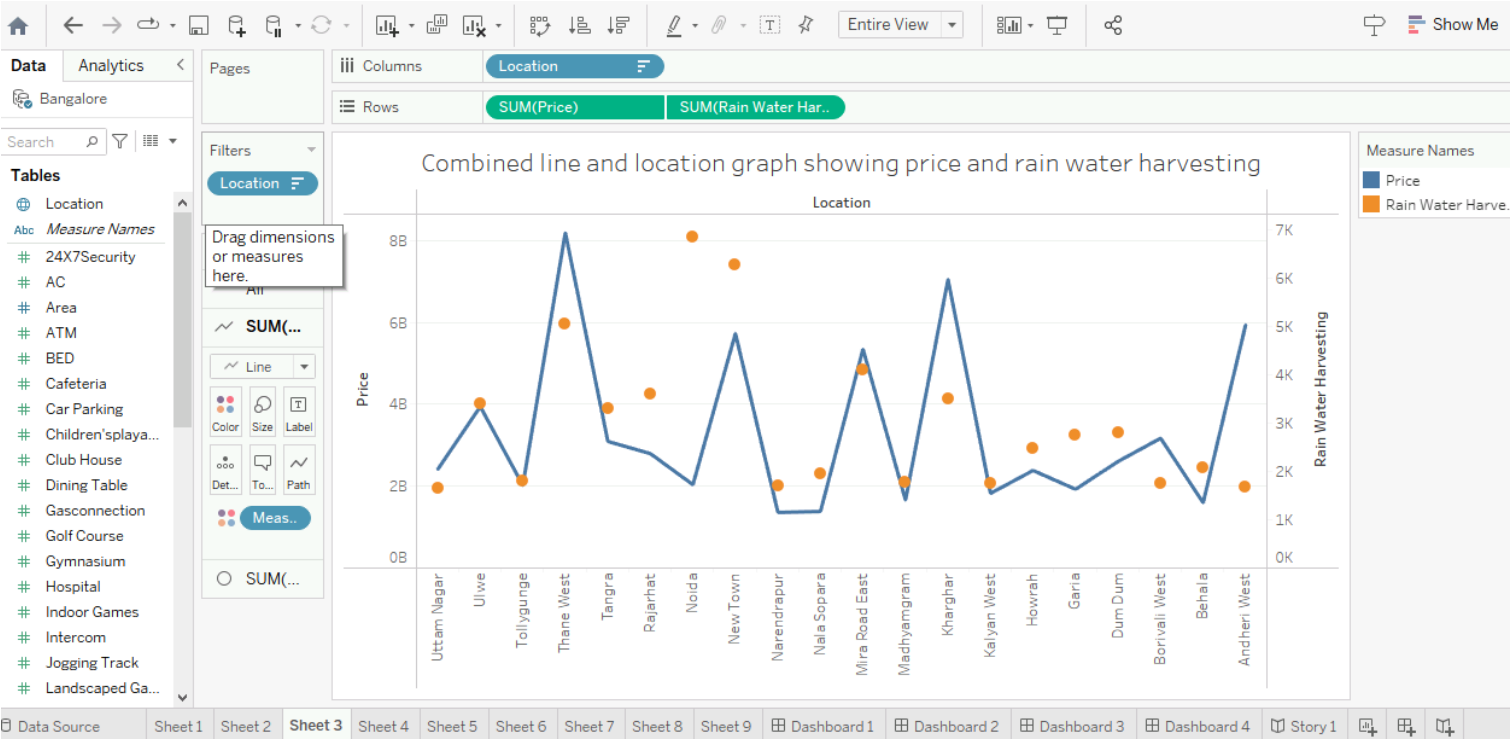 Entire View
Show Me
Data
Analytics
Pages
Columns
Location
Bangalore
Rows
SUM(Price)
SUM(Rain Water Har..
Search
Filters
Location
Tables
Location
Abc Measure Names
24X7Security
AC
Area
ATM
BED
Cafeteria
Car Parking
Children'splaya...
Club House
Dining Table
Gasconnection
Golf Course
Gymnasium
Hospital
Indoor Games
Intercom
Jogging Track
Landscaped Ga...
Drag dimensions
or measures
here.
All
SUM(...
Line
Color
Size
Label
Det...
To...
Path
Meas..
SUM(...
Combined line and location graph showing price and rain water harvesting
Location
Price
8B
6B
4B
2B
0B
7K
6K
5K
4K
3K
2K
1K
0K
Rain Water Harvesting
Uttam Nagar
Ulwe
Tollygunge
Thane West
Tangra
Rajarhat
Noida
New Town
Narendrapur
Nala Sopara
Mira Road East
Madhyamgram
Kharghar
Kalyan West
Howrah
Garia
Dum Dum
Borivali West
Behala
Andheri West
Measure Names
Price
Rain Water Harve.
Data Source
Sheet 1
Sheet 2
Sheet 3
Sheet 4
Sheet 5
Sheet 6
Sheet 7
Sheet 8
Sheet 9
Dashboard 1
Dashboard 2
Dashboard 3
Dashboard 4
Story 1